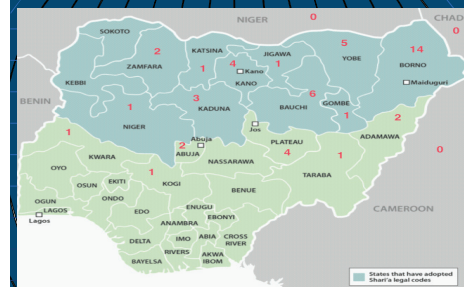 NIGER
0
CHAD
0
SOKOTO
2
ZAMFARA
KATSINA
1
4
Kano
KANO
JIGAWA
1
5
YOBE
14
BORNO
Maiduguri
KEBBI
BENIN
1
NIGER
3
KADUNA
6
BAUCHI
GOMBE
1
Jos
2
ADAMAWA
1
KWARA
2
Abuja
ABUJA
NASSARAWA
PLATEAU
4
1
TARABA
0
OYO
OSUN
EKITI
ONDO
OGUN
LAGOS
Lagos
1
KOGI
BENUE
EDO
ENUGU
EBONYI
ANAMBRA
DELTA
IMO
ABIA
CROSS
RIVER
RIVERS
AKWA
IBOM
BAYELSA
CAMEROON
States that have adopted
Shari'a legal codes